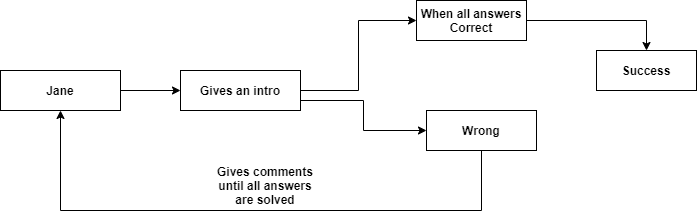 When all answers
Correct
Success
Jane
Gives an intro
Wrong
Gives comments
until all answers
are solved